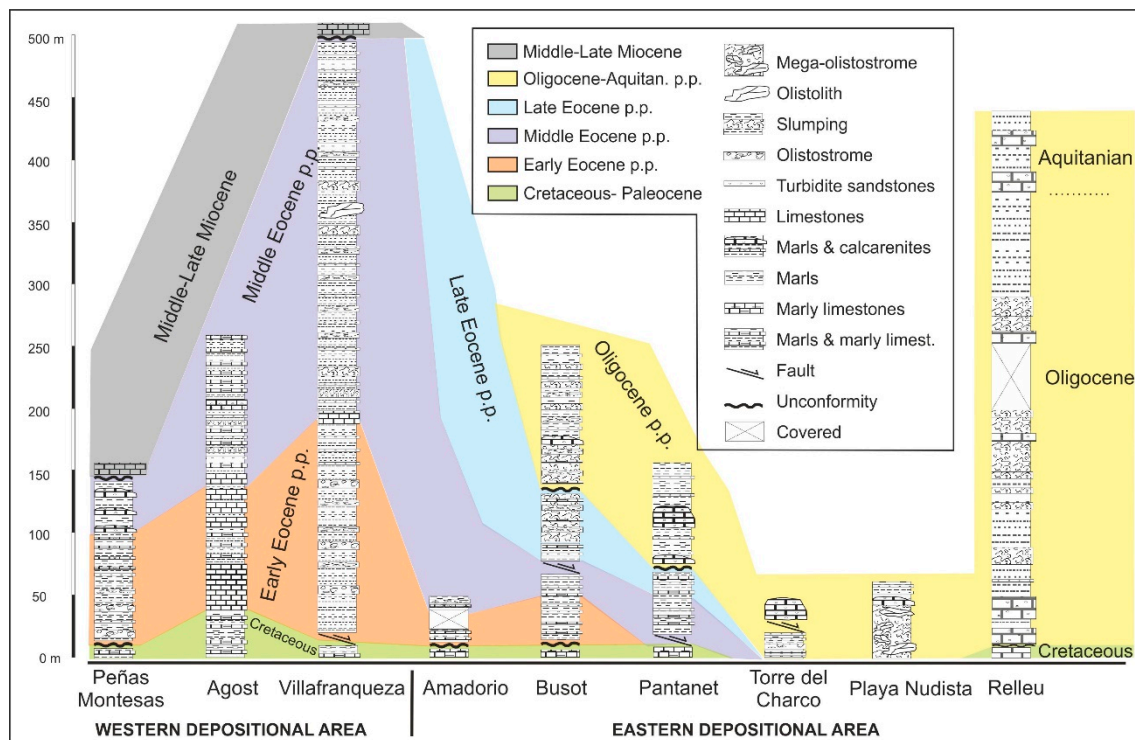 500 m
450
400
350
300
250
200
150
100
50
0 m
Middle-Late Miocene
Middle Eocene p.p.
Early Eocene p.p.
Cretaceous
Late Eocene p.p.
Oligocene p.p.
Middle-Late Miocene
Oligocene-Aquitan. p.p.
Late Eocene p.p.
Middle Eocene p.p.
Early Eocene p.p.
Cretaceous- Paleocene
Mega-olistostrome
Olistolith
Slumping
Olistostrome
Turbidite sandstones
Limestones
Marls & calcarenites
Marls
Marly limestones
Marls & marly limest.
Fault
Unconformity
Covered
Aquitanian
Oligocene
Cretaceous
Peñas
Montesas
Agost
Villafranqueza
Amadorio
Busot
Pantanet
Torre del
Charco
Playa Nudista
Relleu
WESTERN DEPOSITIONAL AREA
EASTERN DEPOSITIONAL AREA